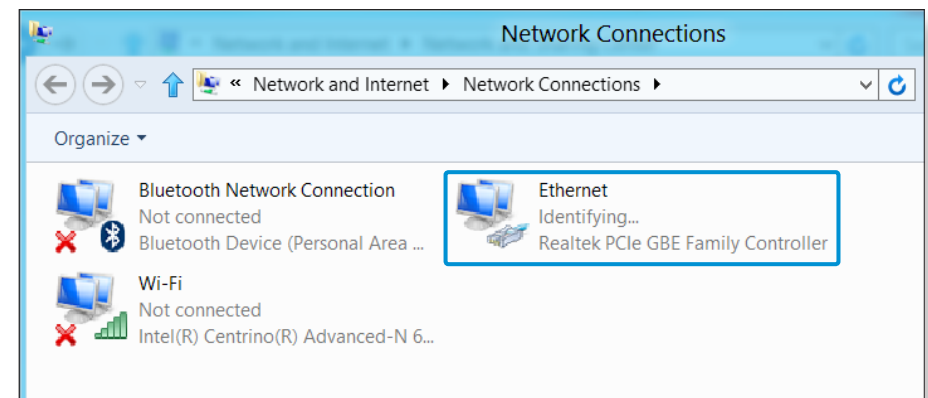 Network Connections
« Network and Internet Network Connections
Organize
Bluetooth Network Connection
Not connected
Bluetooth Device (Personal Area ...
Ethernet
Identifying...
Realtek PCIe GBE Family Controller
Wi-Fi
Not connected
Intel(R) Centrino(R) Advanced-N 6...